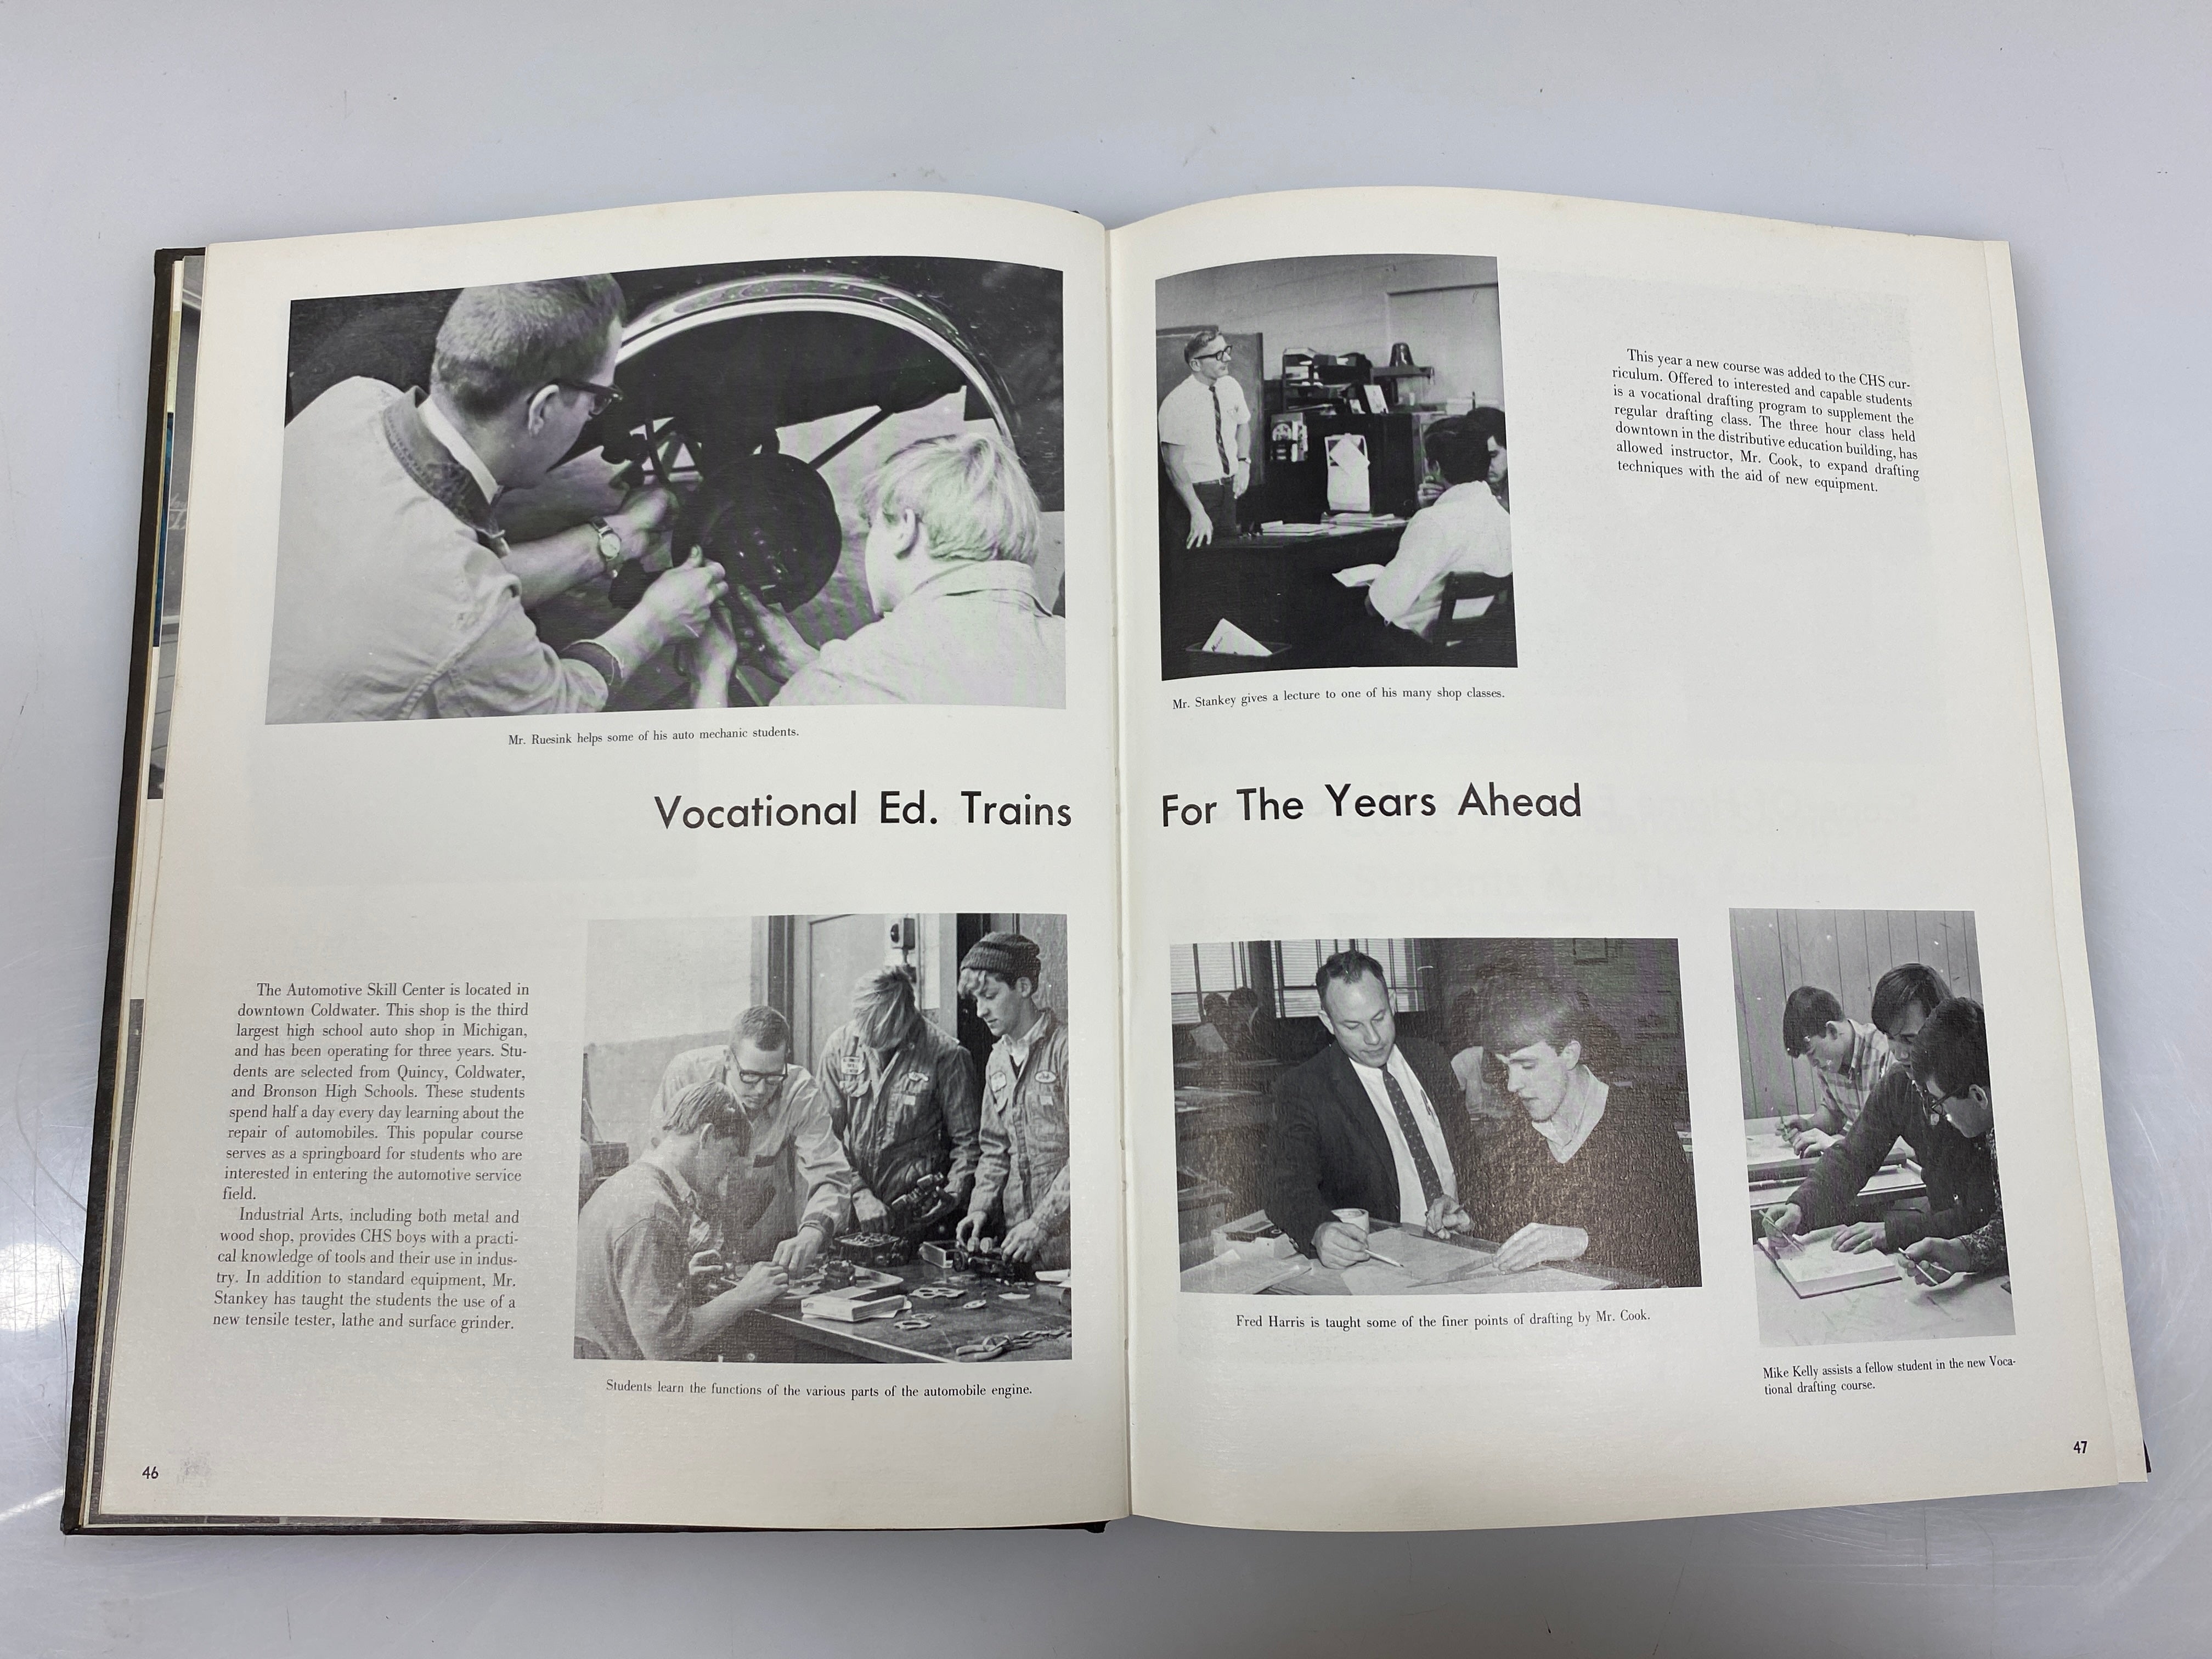 Mr. Ruesink helps some of his auto mechanic students.
Vocational Ed. Trains
The Automotive Skill Center is located in
downtown Coldwater. This shop is the third
largest high school auto shop in Michigan,
and has been operating for three years. Stu-
dents are selected from Quincy, Coldwater,
and Bronson High Schools. These students
spend half a day every day learning about the
repair of automobiles. This popular course
serves as a springboard for students who are
interested in entering the automotive service
field.
Industrial Arts, including both metal and
wood shop, provides CHS boys with a practi-
cal knowledge of tools and their use in indus-
try. In addition to standard equipment, Mr.
Stankey has taught the students the use of a
new tensile tester, lathe and surface grinder.
Students learn the functions of the various parts of the automobile engine.
46
This year a new course was added to the CHS cur-
riculum. Offered to interested and capable students
is a vocational drafting program to supplement the
regular drafting class. The three hour class held
downtown in the distributive education building, has
allowed instructor, Mr. Cook, to expand drafting
techniques with the aid of new equipment.
Mr. Stankey gives a lecture to one of his many shop classes.
For The Years Ahead
Fred Harris is taught some of the finer points of drafting by Mr. Cook.
Mike Kelly assists a fellow student in the new Voca-
tional drafting course.
47